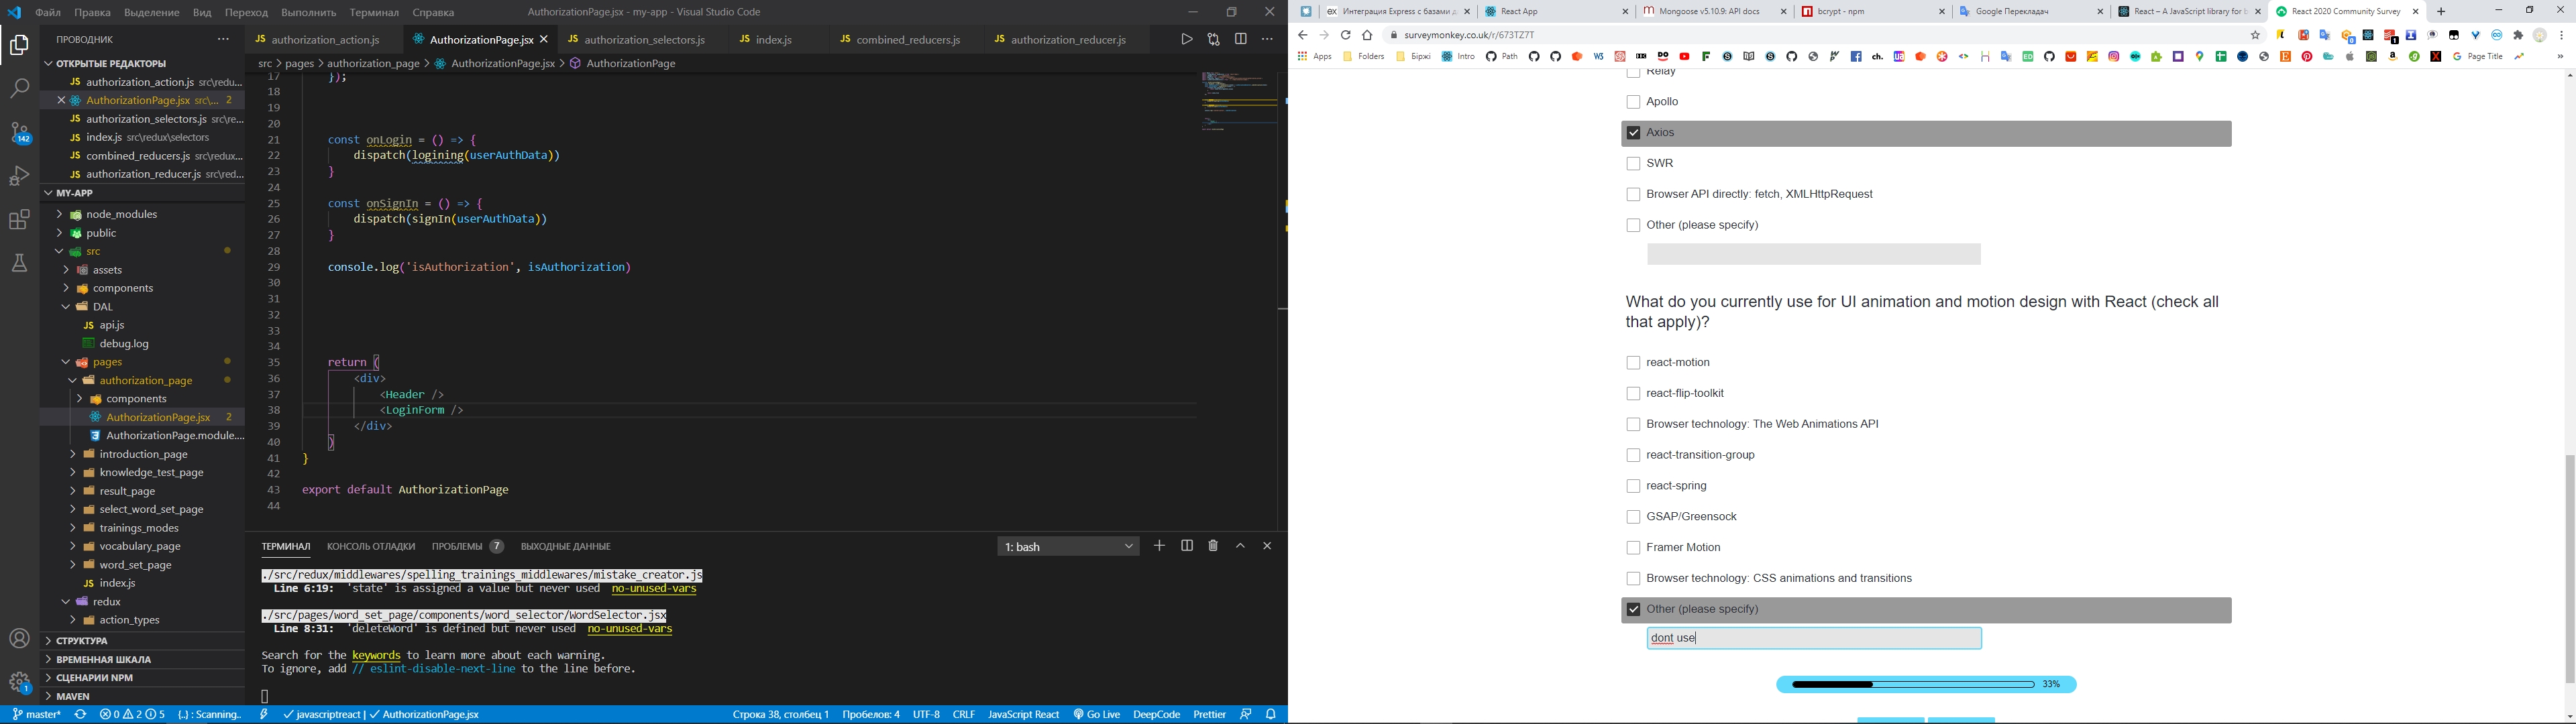 Файл Правка Выделение Вид Переход Выполнить Терминал Справка
AuthorizationPage.jsx - my-app - Visual Studio Code
ПРОВОДНИК
ОТКРЫТЫЕ РЕДАКТОРЫ
JS authorization_action.js src\redu...
AuthorizationPage.jsx src\... 2
JS authorization_selectors.js src\re...
JS index.js src\redux\selectors
JS combined_reducers.js src\redux...
JS authorization_reducer.js src\red...
MY-APP
node_modules
public
src
assets
components
DAL
JS api.js
debug.log
pages
authorization_page
components
AuthorizationPage.jsx 2
AuthorizationPage.module....
introduction_page
knowledge_test_page
result_page
select_word_set_page
trainings_modes
vocabulary_page
word_set_page
JS index.js
redux
action_types
СТРУКТУРА
ВРЕМЕННАЯ ШКАЛА
СЦЕНАРИИ NPM
MAVEN
142
1
JS authorization_action.js
AuthorizationPage.jsx
JS authorization_selectors.js
JS index.js
JS combined_reducers.js
JS authorization_reducer.js
src > pages > authorization_page > AuthorizationPage.jsx > AuthorizationPage
17 });
18
19
20
21 const onLogin = () => {
22 dispatch(logining(userAuthData))
23 }
24
25 const onSignIn = () => {
26 dispatch(signIn(userAuthData))
27 }
28
29 console.log('isAuthorization', isAuthorization)
30
31
32
33
34
35 return (
36 <div>
37 <Header />
38 <LoginForm />
39 </div>
40 )
41 }
42
43 export default AuthorizationPage
44
ТЕРМИНАЛ КОНСОЛЬ ОТЛАДКИ ПРОБЛЕМЫ 7 ВЫХОДНЫЕ ДАННЫЕ
1: bash
./src/redux/middlewares/spelling_trainings_middlewares/mistake_creator.js
Line 6:19: 'state' is assigned a value but never used no-unused-vars
./src/pages/word_set_page/components/word_selector/WordSelector.jsx
Line 8:31: 'deleteWord' is defined but never used no-unused-vars
Search for the keywords to learn more about each warning.
To ignore, add // eslint-disable-next-line to the line before.
master* 0 2 5 {..} : Scanning.. javascriptreact | AuthorizationPage.jsx
Строка 38, столбец 1 Пробелов: 4 UTF-8 CRLF JavaScript React Go Live DeepCode Prettier
Интеграция Express с базами д
React App
Mongoose v5.10.9: API docs
bcrypt - npm
Google Перекладач
React – A JavaScript library for b
React 2020 Community Survey
surveymonkey.co.uk/r/673TZ7T
Apps Folders Біржі Intro Path
Page Title
Relay
Apollo
Axios
SWR
Browser API directly: fetch, XMLHttpRequest
Other (please specify)
What do you currently use for UI animation and motion design with React (check all
that apply)?
react-motion
react-flip-toolkit
Browser technology: The Web Animations API
react-transition-group
react-spring
GSAP/Greensock
Framer Motion
Browser technology: CSS animations and transitions
Other (please specify)
dont use
33%